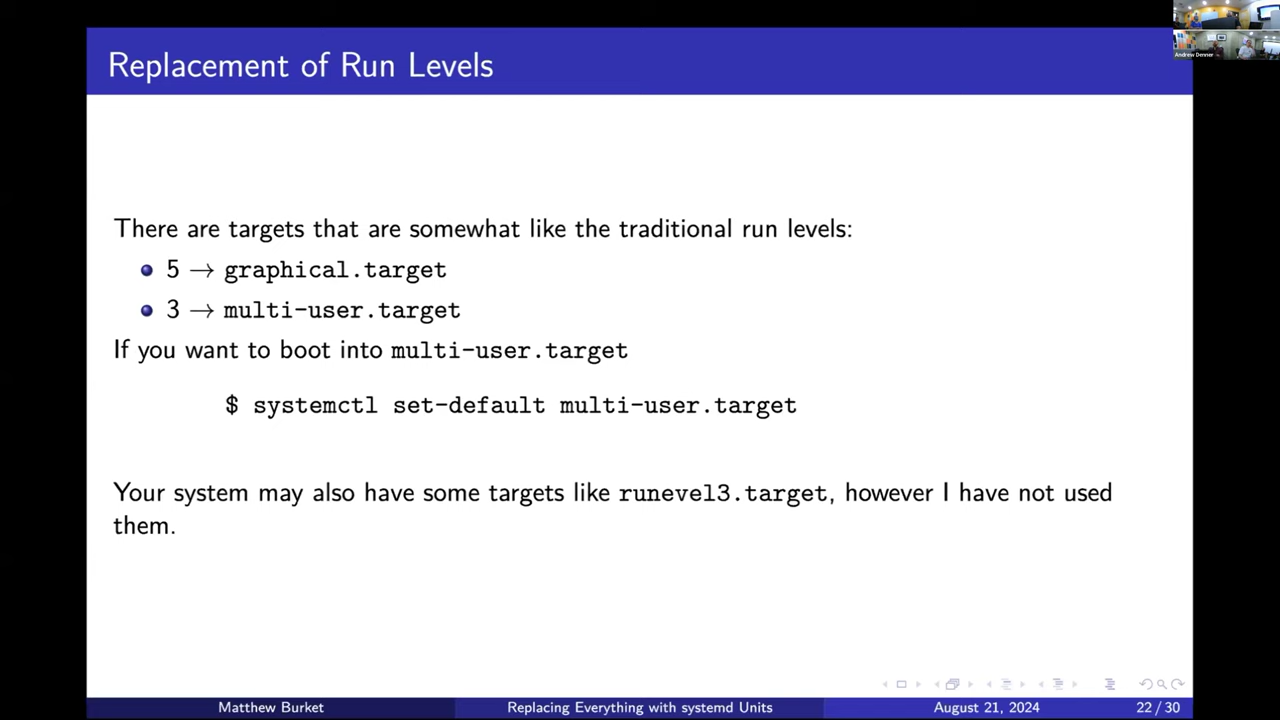 Andrew Denner
Replacement of Run Levels
There are targets that are somewhat like the traditional run levels:
5 → graphical.target
3 → multi-user.target
If you want to boot into multi-user.target
$ systemctl set-default multi-user.target
Your system may also have some targets like runevel3.target, however I have not used
them.
Matthew Burket
Replacing Everything with systemd Units
August 21, 2024
22 / 30